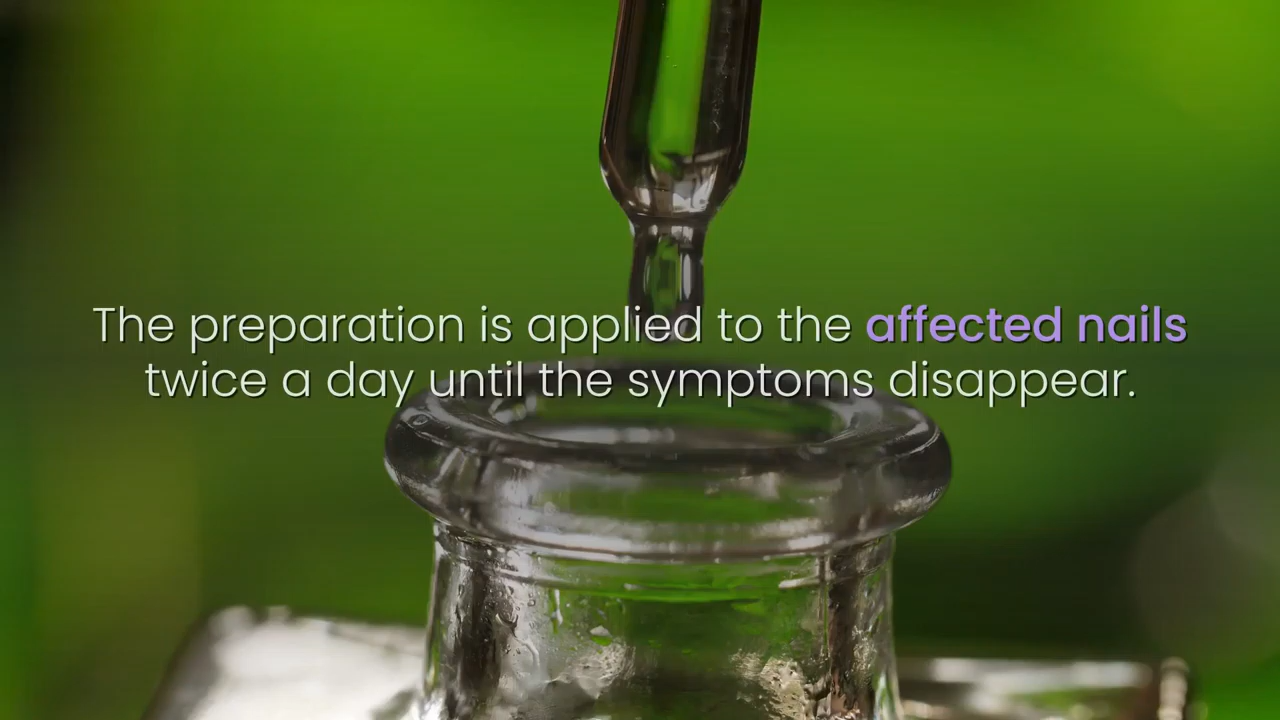 The preparation is applied to the affected nails
twice a day until the symptoms disappear.